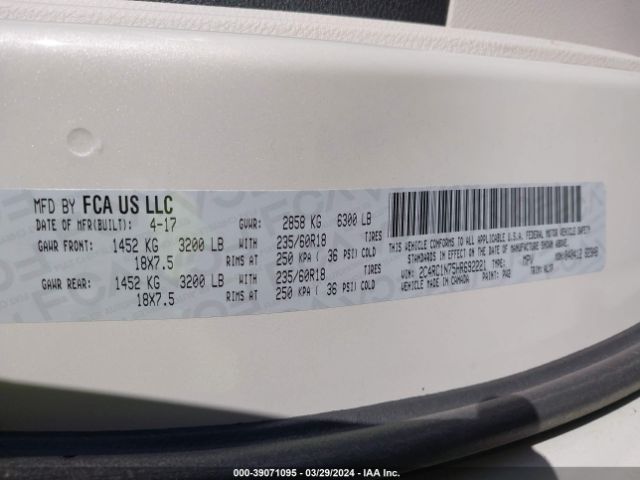 MFD BY FCA US LLC
DATE OF MFR(BUILT): 4-17 GVWR: 2858 KG 6300 LB
GAWR FRONT: 1452 KG 3200 LB WITH 235/60R18 TIRES
18X7.5 RIMS AT 250 KPA ( 36 PSI) COLD
GAWR REAR: 1452 KG 3200 LB WITH 235/60R18 TIRES
18X7.5 RIMS AT 250 KPA ( 36 PSI) COLD
THIS VEHICLE CONFORMS TO ALL APPLICABLE U.S.A. FEDERAL MOTOR VEHICLE SAFETY
STANDARDS IN EFFECT ON THE DATE OF MANUFACTURE SHOWN ABOVE.
VIN: TYPE: MPV
VEHICLE MADE IN CANADA PAINT: TRIM:
000-39071095 - 03/29/2024 - IAA Inc.